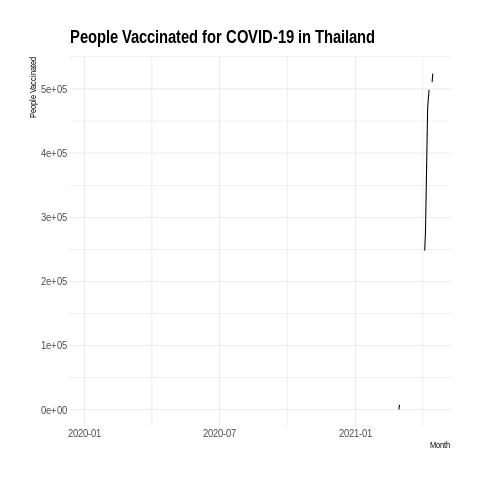 People Vaccinated for COVID-19 in Thailand
People Vaccinated
5e+05
4e+05
3e+05
2e+05
1e+05
0e+00
2020-01 2020-07 2021-01
Month